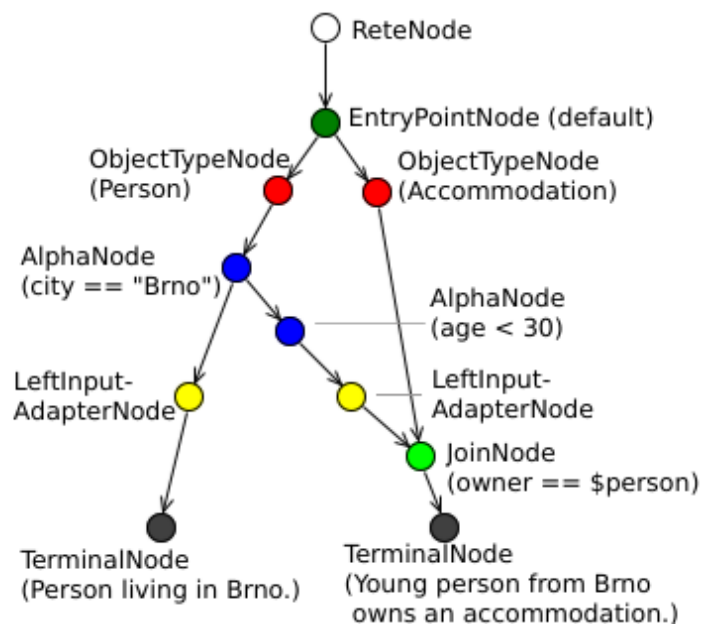 ReteNode
EntryPointNode (default)
ObjectTypeNode
(Person)
ObjectTypeNode
(Accommodation)
AlphaNode
(city == "Brno")
AlphaNode
(age < 30)
LeftInput-
AdapterNode
LeftInput-
AdapterNode
JoinNode
(owner == $person)
TerminalNode
(Person living in Brno.)
TerminalNode
(Young person from Brno
owns an accommodation.)